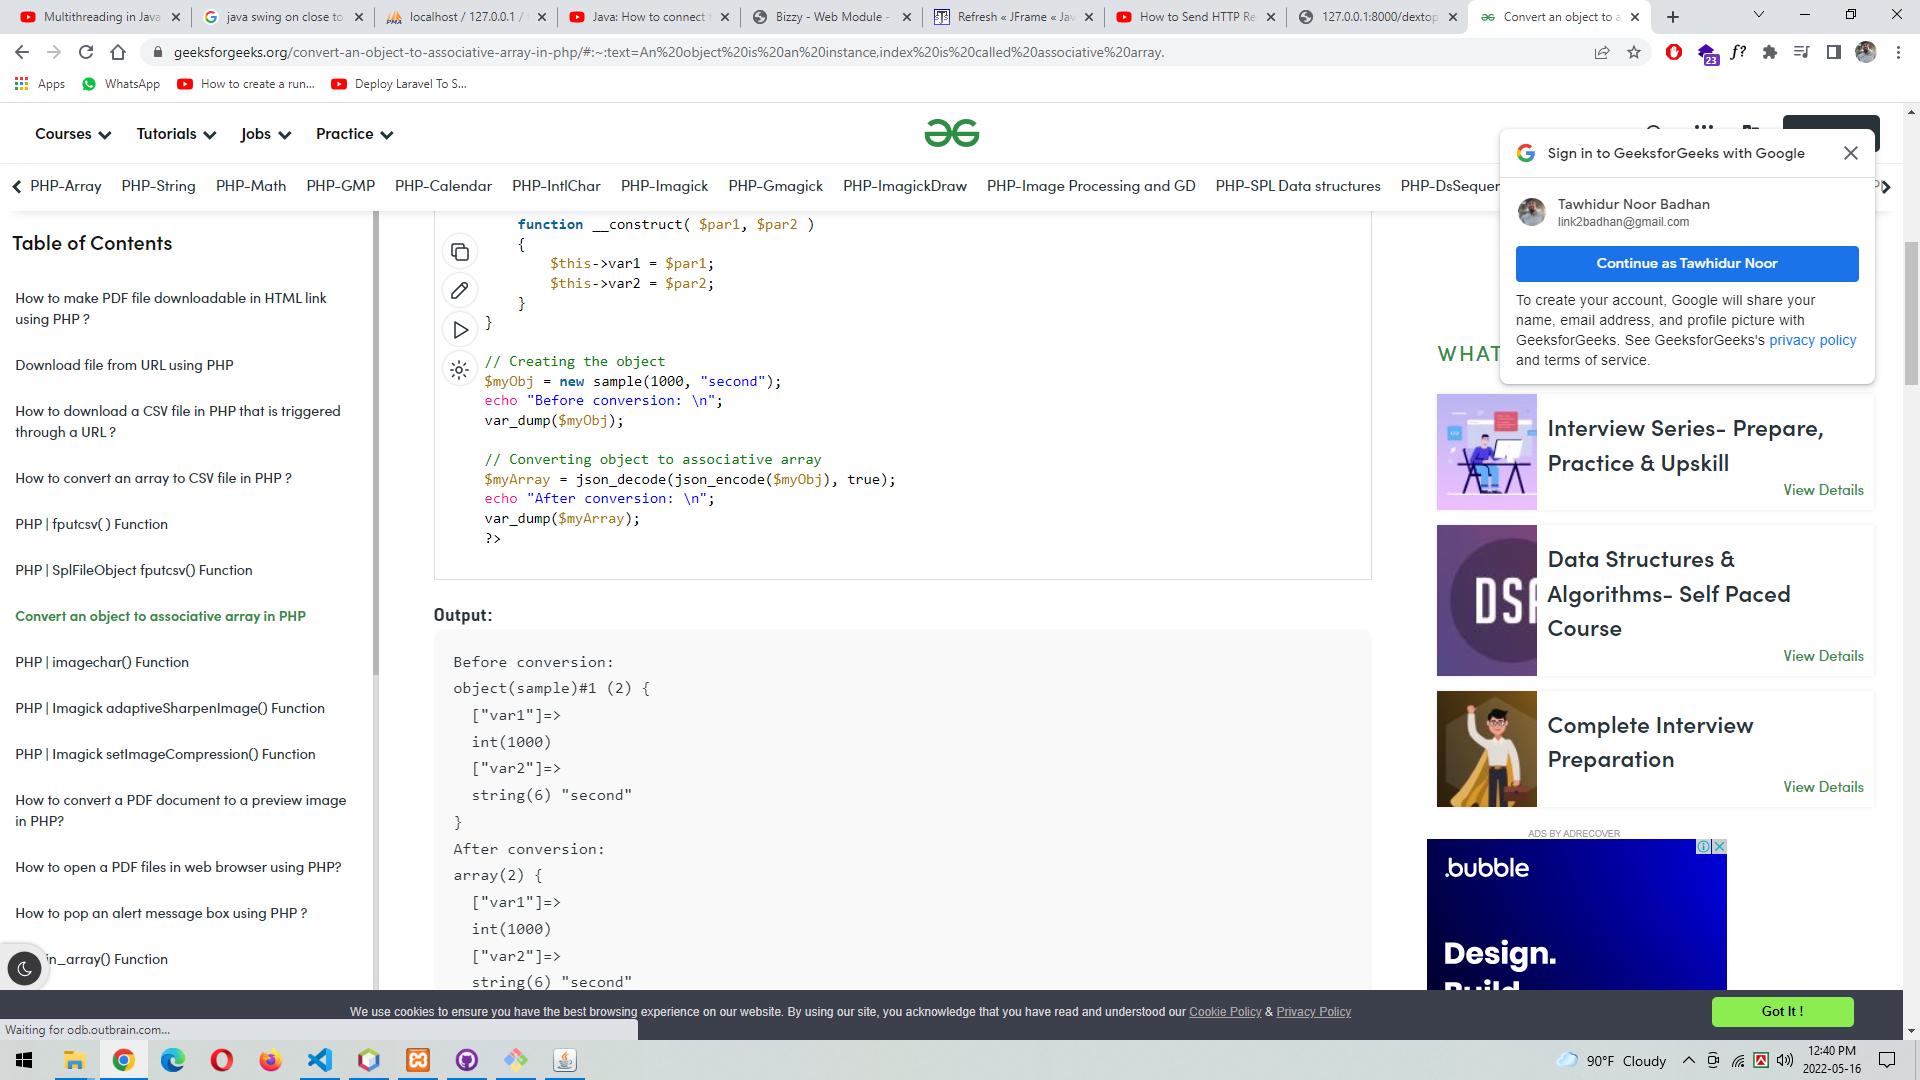 Multithreading in Java
java swing on close to
localhost / 127.0.0.1 /
Java: How to connect
Bizzy - Web Module -
Refresh « JFrame « Jav
How to Send HTTP Re
127.0.0.1:8000/dextop
Convert an object to a
geeksforgeeks.org/convert-an-object-to-associative-array-in-php/#:~:text=An%20object%20is%20an%20instance,index%20is%20called%20associative%20array.
23
f?
Apps
WhatsApp
How to create a run...
Deploy Laravel To S...
Courses
Tutorials
Jobs
Practice
PHP-Array
PHP-String
PHP-Math
PHP-GMP
PHP-Calendar
PHP-IntlChar
PHP-Imagick
PHP-Gmagick
PHP-ImagickDraw
PHP-Image Processing and GD
PHP-SPL Data structures
PHP-DsSequen
Table of Contents
How to make PDF file downloadable in HTML link
using PHP ?
Download file from URL using PHP
How to download a CSV file in PHP that is triggered
through a URL ?
How to convert an array to CSV file in PHP ?
PHP | fputcsv( ) Function
PHP | SplFileObject fputcsv() Function
Convert an object to associative array in PHP
PHP | imagechar() Function
PHP | Imagick adaptiveSharpenImage() Function
PHP | Imagick setImageCompression() Function
How to convert a PDF document to a preview image
in PHP?
How to open a PDF files in web browser using PHP?
How to pop an alert message box using PHP ?
in_array() Function
function __construct( $par1, $par2 )
{
$this->var1 = $par1;
$this->var2 = $par2;
}
}
// Creating the object
$myObj = new sample(1000, "second");
echo "Before conversion: \n";
var_dump($myObj);
// Converting object to associative array
$myArray = json_decode(json_encode($myObj), true);
echo "After conversion: \n";
var_dump($myArray);
?>
Output:
Before conversion:
object(sample)#1 (2) {
["var1"]=>
int(1000)
["var2"]=>
string(6) "second"
}
After conversion:
array(2) {
["var1"]=>
int(1000)
["var2"]=>
string(6) "second"
Sign in to GeeksforGeeks with Google
Tawhidur Noor Badhan
link2badhan@gmail.com
Continue as Tawhidur Noor
To create your account, Google will share your
name, email address, and profile picture with
GeeksforGeeks. See GeeksforGeeks's privacy policy
and terms of service.
WHAT
Interview Series- Prepare,
Practice & Upskill
View Details
DSA
Data Structures &
Algorithms- Self Paced
Course
View Details
Complete Interview
Preparation
View Details
ADS BY ADRECOVER
.bubble
Design.
Build.
We use cookies to ensure you have the best browsing experience on our website. By using our site, you acknowledge that you have read and understood our Cookie Policy & Privacy Policy
Got It !
Waiting for odb.outbrain.com...
90°F Cloudy
12:40 PM
2022-05-16